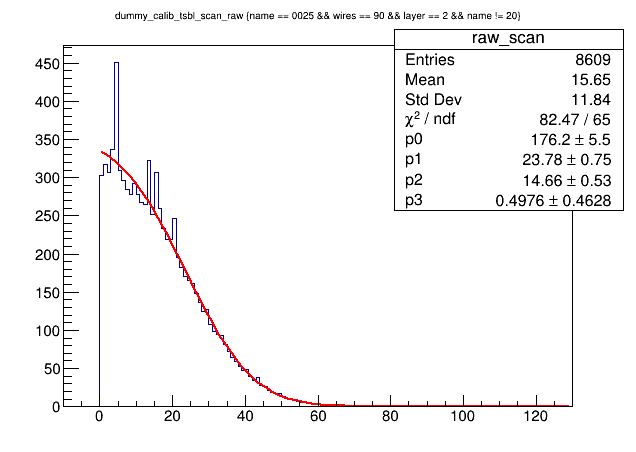 dummy_calib_tsbl_scan_raw {name == 0025 && wires == 90 && layer == 2 && name != 20}
raw_scan
Entries 8609
Mean 15.65
Std Dev 11.84
χ² / ndf 82.47 / 65
p0 176.2 ± 5.5
p1 23.78 ± 0.75
p2 14.66 ± 0.53
p3 0.4976 ± 0.4628
450
400
350
300
250
200
150
100
50
0
0 20 40 60 80 100 120